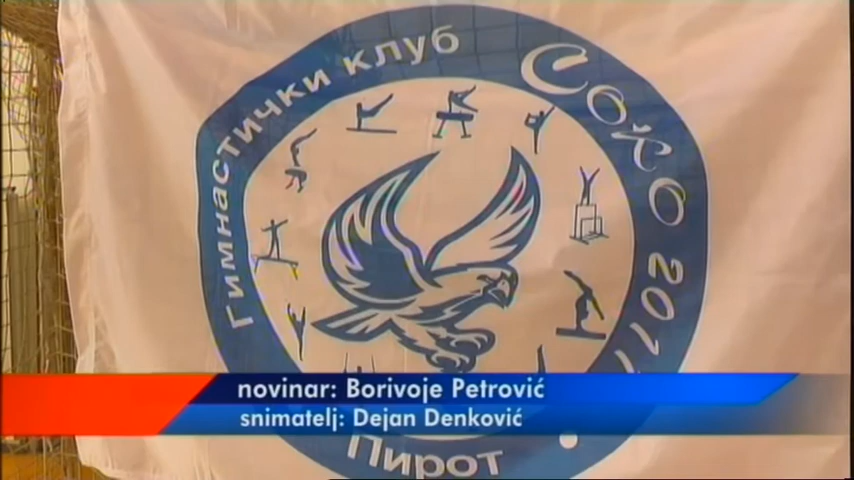 Гимнастички клуб
Соко 2017
Пирот
novinar: Borivoje Petrović
snimatelj: Dejan Denković